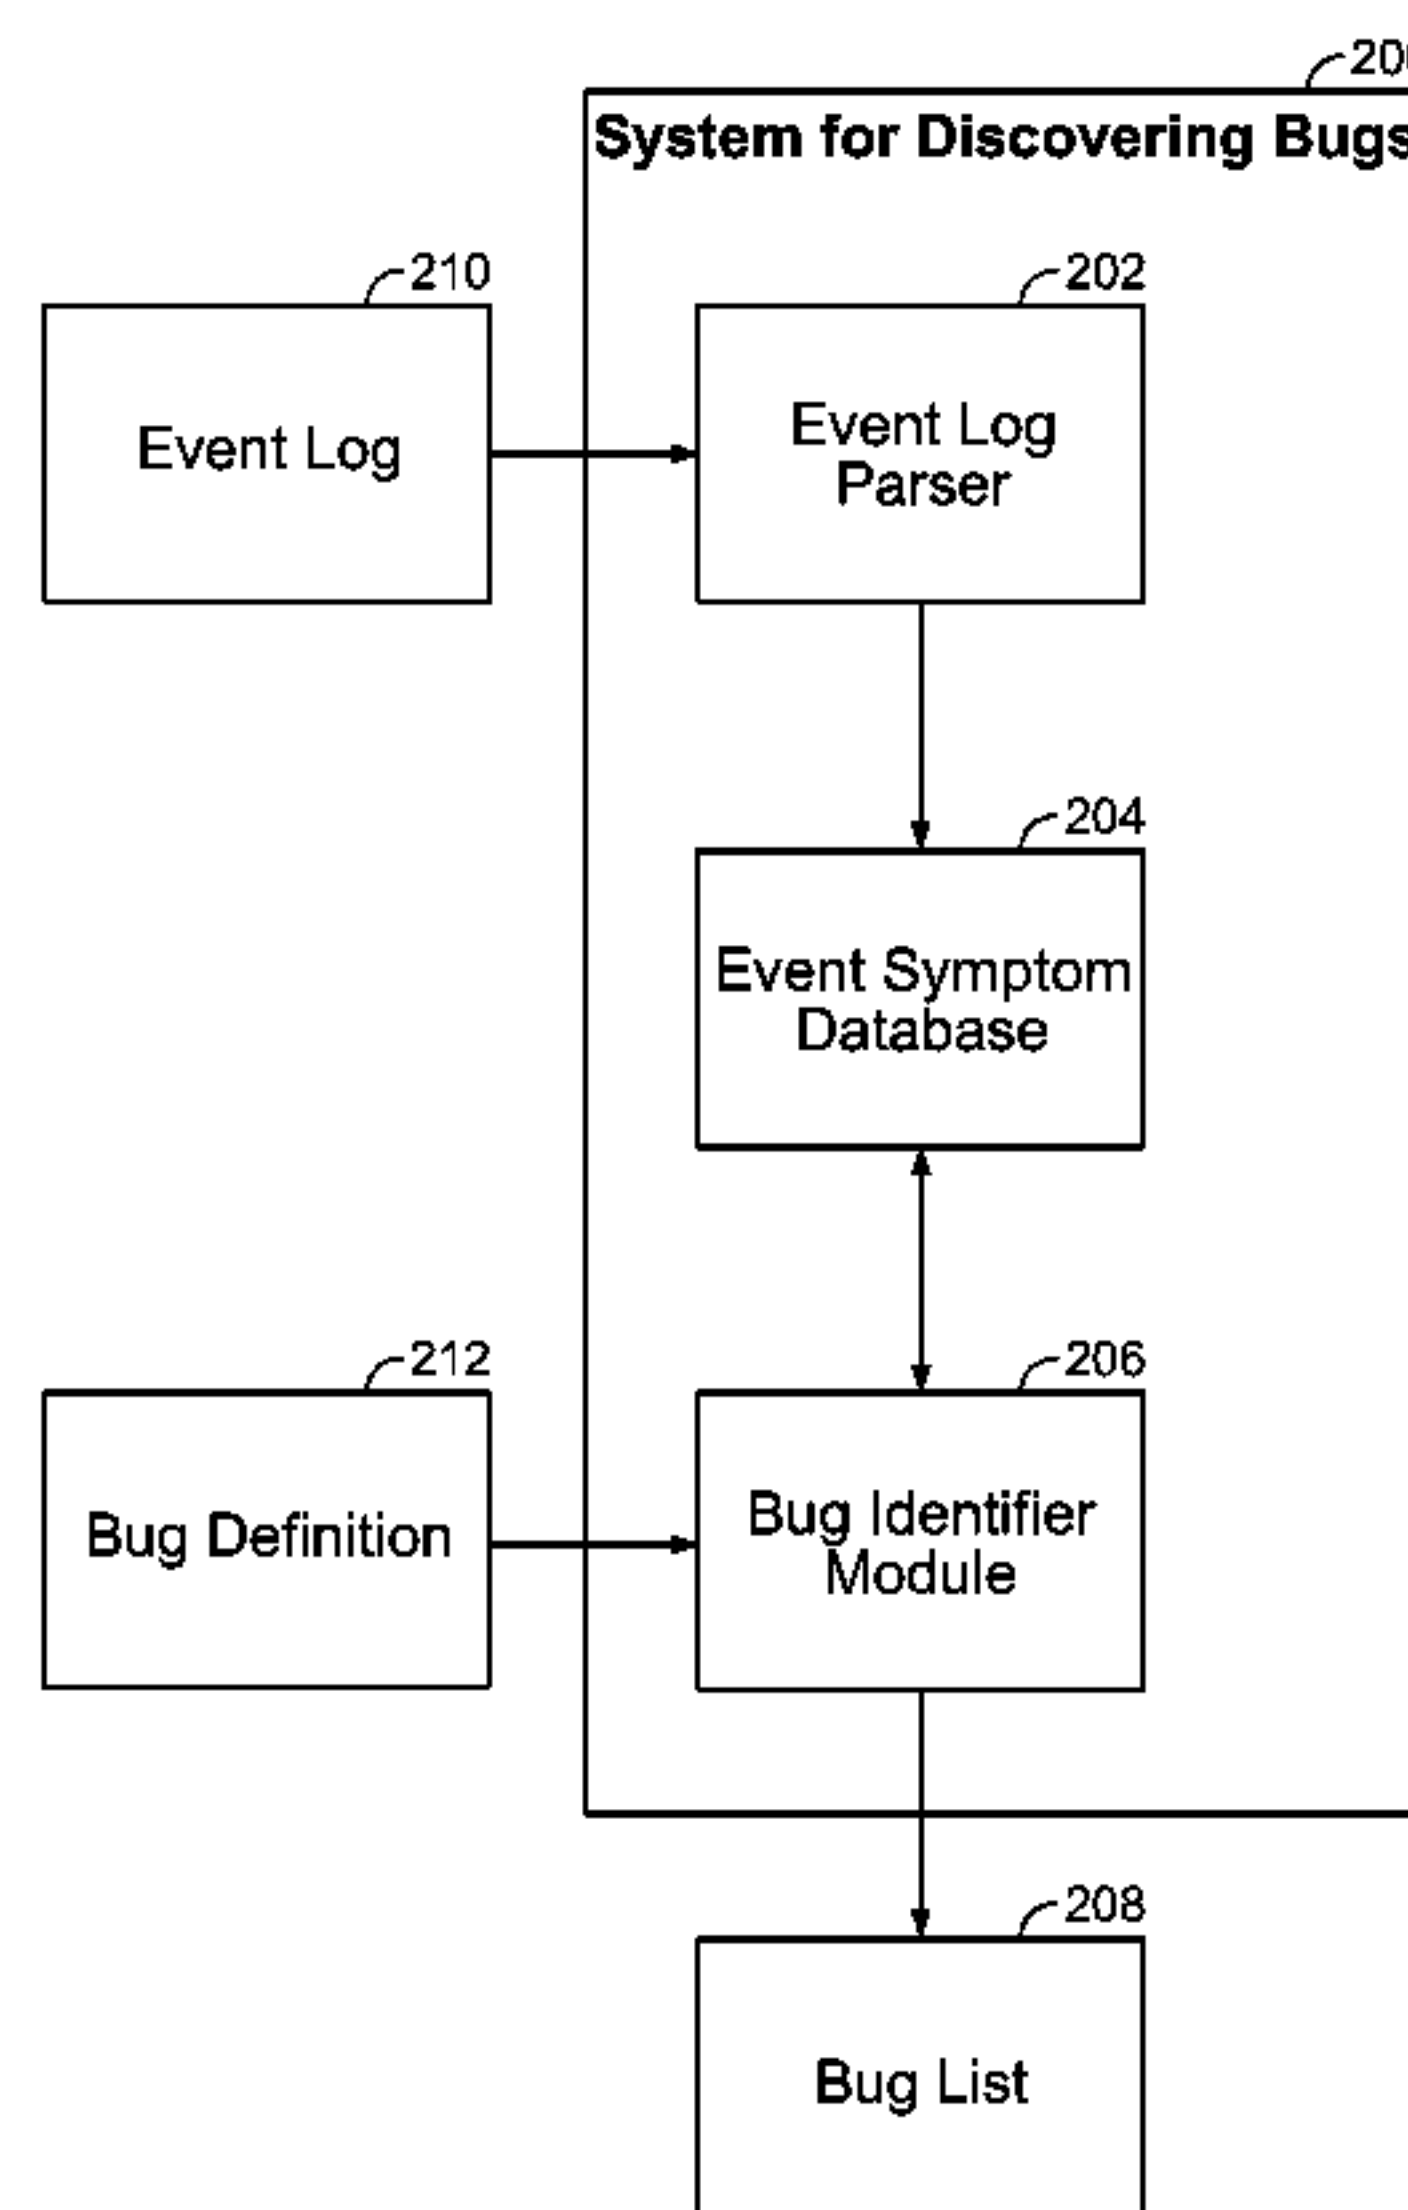 System for Discovering Bugs
210
202
Event Log
Event Log
Parser
204
Event Symptom
Database
212
206
Bug Definition
Bug Identifier
Module
208
Bug List